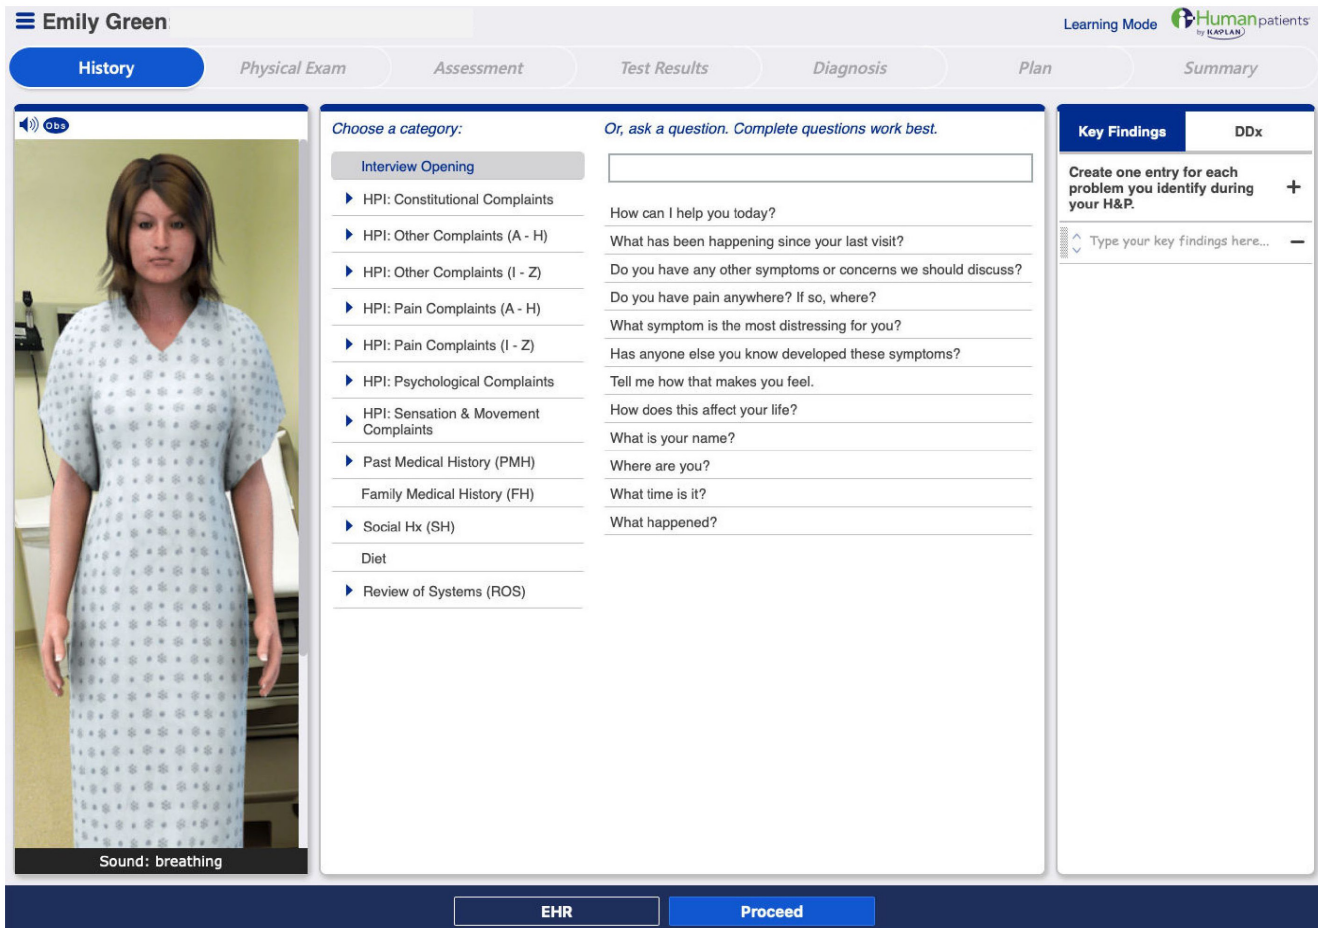 Emily Green
Learning Mode
i-Human patients
by KAPLAN
History
Physical Exam
Assessment
Test Results
Diagnosis
Plan
Summary
Obs
Sound: breathing
Choose a category:
Interview Opening
HPI: Constitutional Complaints
HPI: Other Complaints (A - H)
HPI: Other Complaints (I - Z)
HPI: Pain Complaints (A - H)
HPI: Pain Complaints (I - Z)
HPI: Psychological Complaints
HPI: Sensation & Movement
Complaints
Past Medical History (PMH)
Family Medical History (FH)
Social Hx (SH)
Diet
Review of Systems (ROS)
Or, ask a question. Complete questions work best.
How can I help you today?
What has been happening since your last visit?
Do you have any other symptoms or concerns we should discuss?
Do you have pain anywhere? If so, where?
What symptom is the most distressing for you?
Has anyone else you know developed these symptoms?
Tell me how that makes you feel.
How does this affect your life?
What is your name?
Where are you?
What time is it?
What happened?
Key Findings
DDx
Create one entry for each
problem you identify during
your H&P.
Type your key findings here...
EHR
Proceed